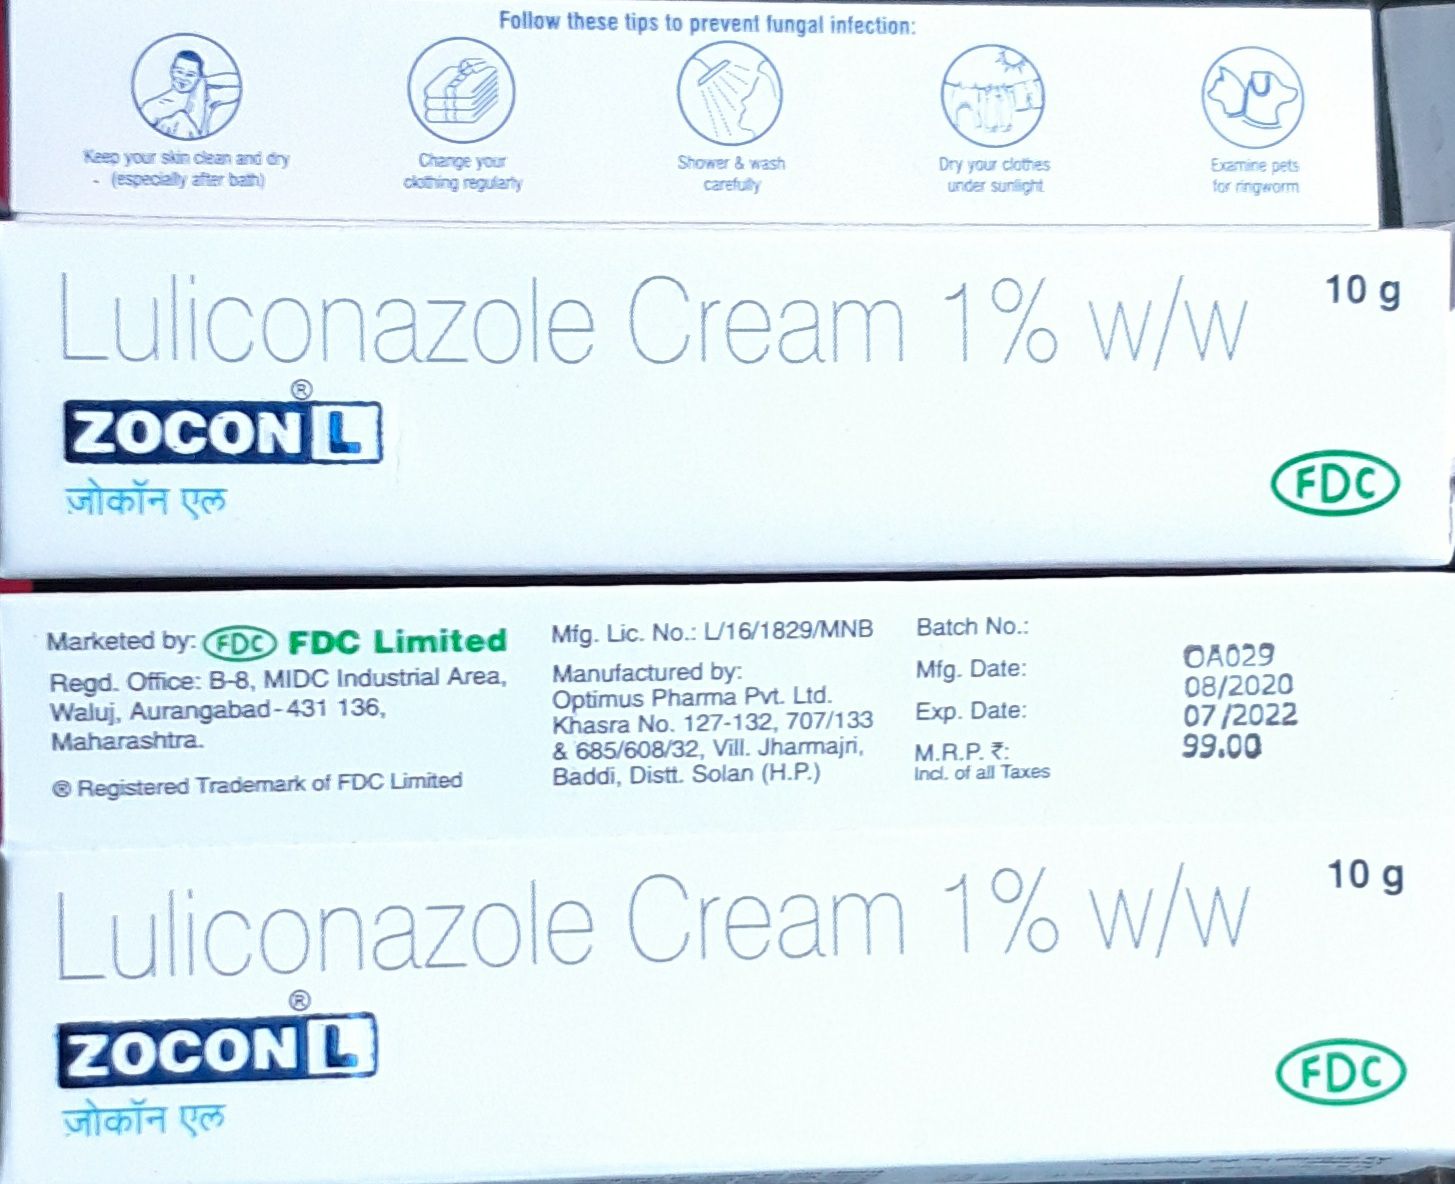 Follow these tips to prevent fungal infection:
Keep your skin clean and dry
- (especially after bath)
Change your
clothing regularly
Shower & wash
carefully
Dry your clothes
under sunlight
Examine pets
for ringworm
Luliconazole Cream 1% w/w
10 g
ZOCON L ®
ज़ोकॉन एल
FDC
Marketed by: FDC FDC Limited
Regd. Office: B-8, MIDC Industrial Area,
Waluj, Aurangabad-431 136,
Maharashtra.
® Registered Trademark of FDC Limited
Mfg. Lic. No.: L/16/1829/MNB
Manufactured by:
Optimus Pharma Pvt. Ltd.
Khasra No. 127-132, 707/133
& 685/608/32, Vill. Jharmajri,
Baddi, Distt. Solan (H.P.)
Batch No.: OA029
Mfg. Date: 08/2020
Exp. Date: 07/2022
M.R.P. ₹: 99.00
Incl. of all Taxes
Luliconazole Cream 1% w/w
10 g
ZOCON L ®
ज़ोकॉन एल
FDC